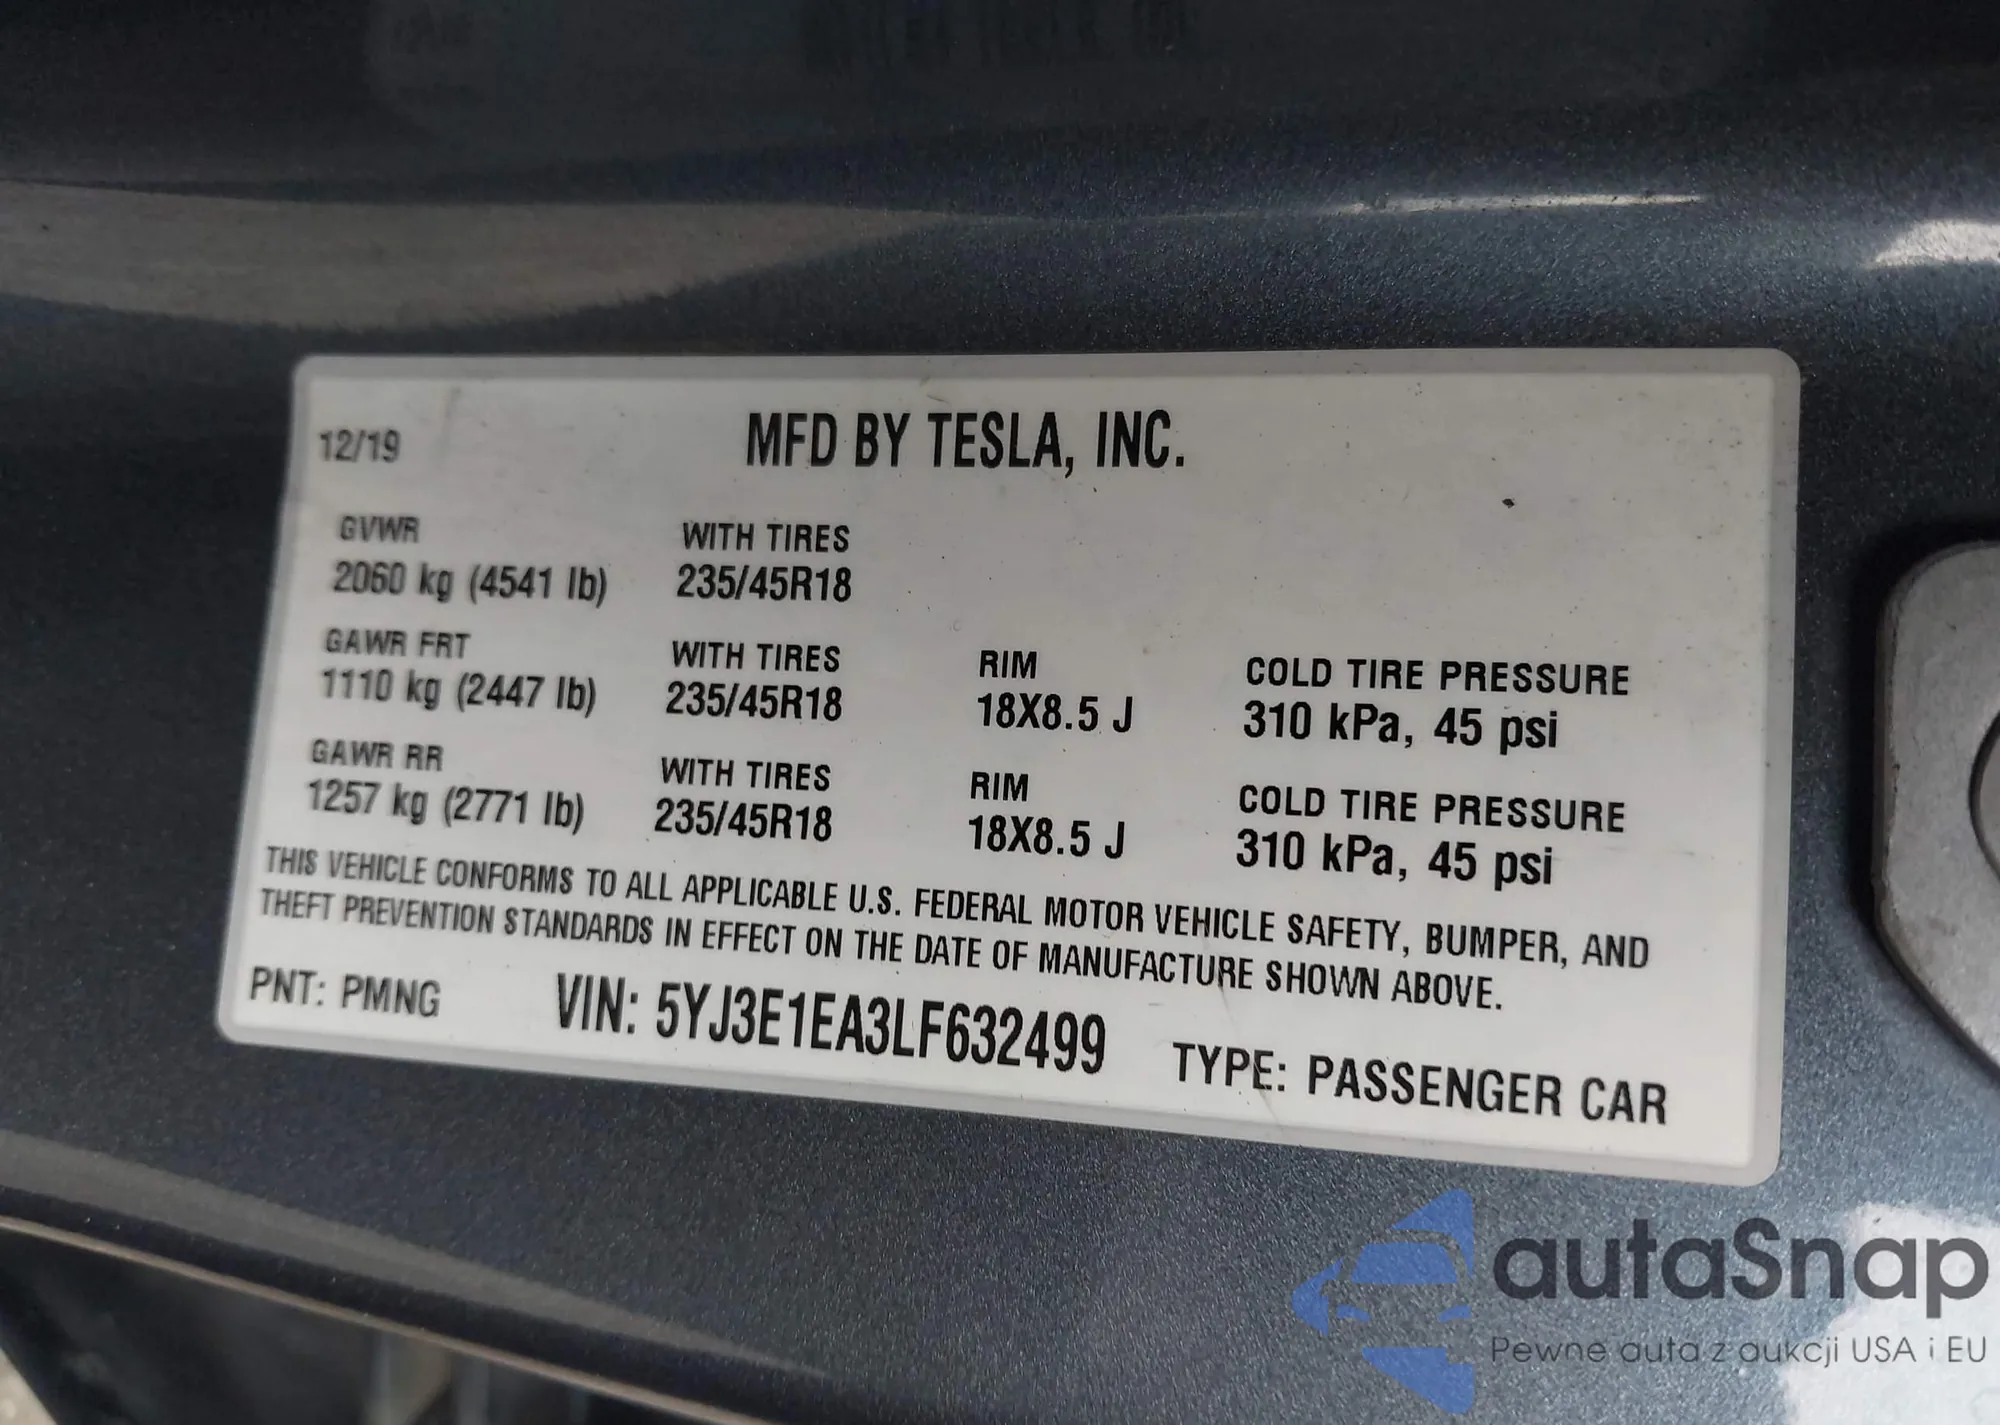 12/19 MFD BY TESLA, INC.
GVWR WITH TIRES
2060 kg (4541 lb) 235/45R18
GAWR FRT WITH TIRES RIM COLD TIRE PRESSURE
1110 kg (2447 lb) 235/45R18 18X8.5 J 310 kPa, 45 psi
GAWR RR WITH TIRES RIM COLD TIRE PRESSURE
1257 kg (2771 lb) 235/45R18 18X8.5 J 310 kPa, 45 psi
THIS VEHICLE CONFORMS TO ALL APPLICABLE U.S. FEDERAL MOTOR VEHICLE SAFETY, BUMPER, AND
THEFT PREVENTION STANDARDS IN EFFECT ON THE DATE OF MANUFACTURE SHOWN ABOVE.
PNT: PMNG VIN: 5YJ3E1EA3LF632499 TYPE: PASSENGER CAR
autaSnap
Pewne auta z aukcji USA i EU